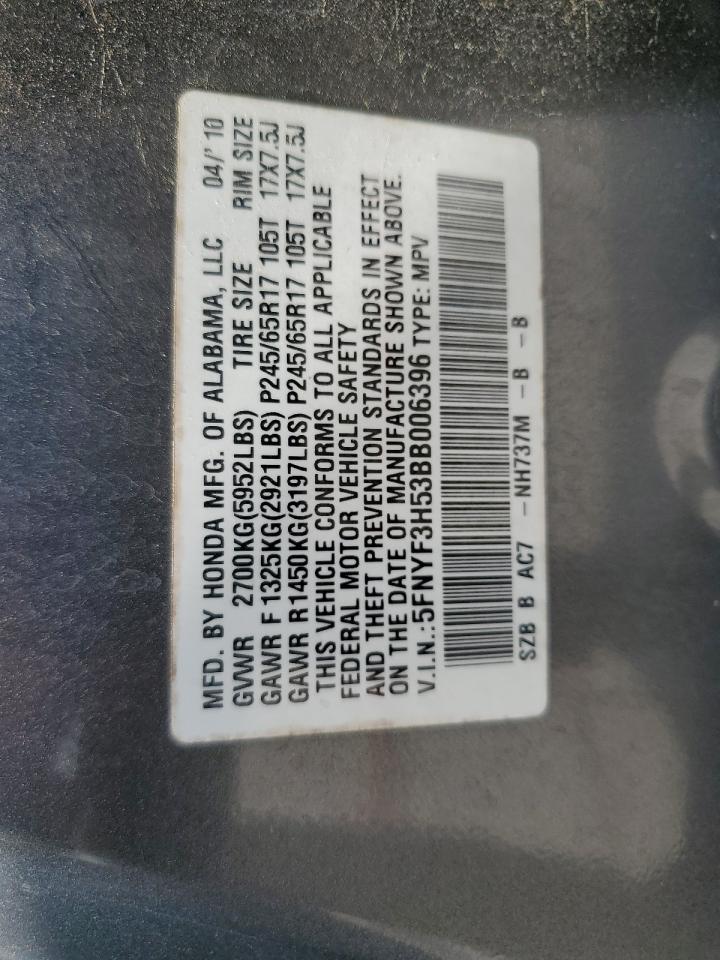 MFD. BY HONDA MFG. OF ALABAMA, LLC 04/'10
GVWR 2700KG(5952LBS) TIRE SIZE RIM SIZE
GAWR F 1325KG(2921LBS) P245/65R17 105T 17X7.5J
GAWR R 1450KG(3197LBS) P245/65R17 105T 17X7.5J
THIS VEHICLE CONFORMS TO ALL APPLICABLE
FEDERAL MOTOR VEHICLE SAFETY
AND THEFT PREVENTION STANDARDS IN EFFECT
ON THE DATE OF MANUFACTURE SHOWN ABOVE.
V.I.N.:5FNYF3H53BB006396 TYPE: MPV
SZB B AC7 -NH737M -B -B